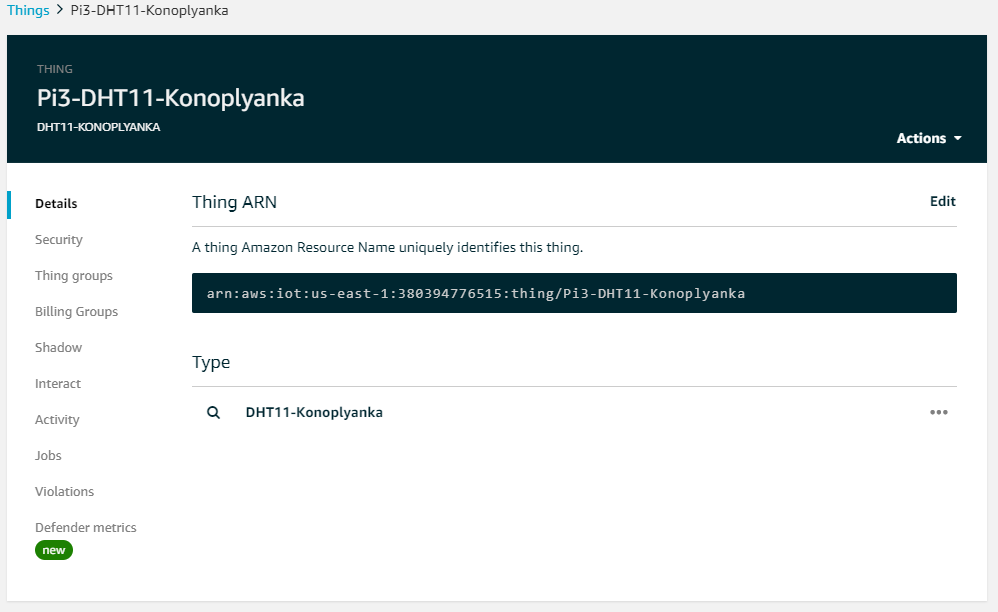 Things > Pi3-DHT11-Konoplyanka
THING
Pi3-DHT11-Konoplyanka
DHT11-KONOPLYANKA
Actions
Details
Security
Thing groups
Billing Groups
Shadow
Interact
Activity
Jobs
Violations
Defender metrics
new
Thing ARN
Edit
A thing Amazon Resource Name uniquely identifies this thing.
arn:aws:iot:us-east-1:380394776515:thing/Pi3-DHT11-Konoplyanka
Type
DHT11-Konoplyanka